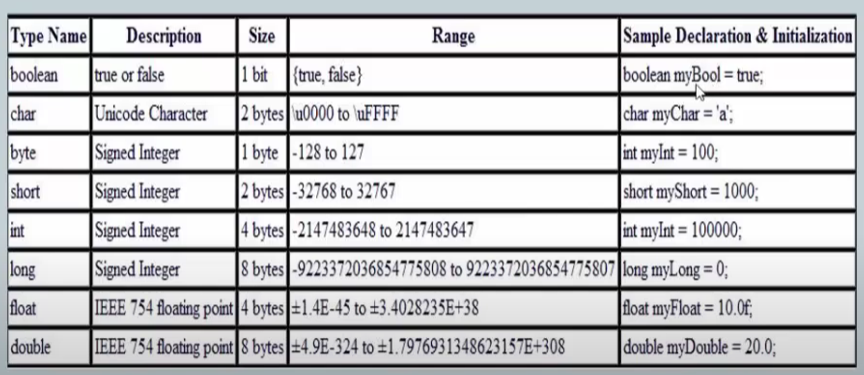 Type Name Description Size Range Sample Declaration & Initialization
boolean true or false 1 bit {true, false} boolean myBool = true;
char Unicode Character 2 bytes \u0000 to \uFFFF char myChar = 'a';
byte Signed Integer 1 byte -128 to 127 int myInt = 100;
short Signed Integer 2 bytes -32768 to 32767 short myShort = 1000;
int Signed Integer 4 bytes -2147483648 to 2147483647 int myInt = 100000;
long Signed Integer 8 bytes -9223372036854775808 to 9223372036854775807 long myLong = 0;
float IEEE 754 floating point 4 bytes ±1.4E-45 to ±3.4028235E+38 float myFloat = 10.0f;
double IEEE 754 floating point 8 bytes ±4.9E-324 to ±1.7976931348623157E+308 double myDouble = 20.0;